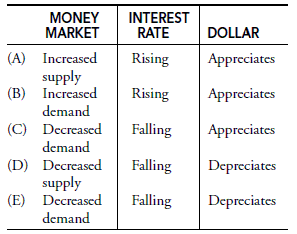 MONEY MARKET INTEREST RATE DOLLAR
(A) Increased supply Rising Appreciates
(B) Increased demand Rising Appreciates
(C) Decreased demand Falling Appreciates
(D) Decreased supply Falling Depreciates
(E) Decreased demand Falling Depreciates